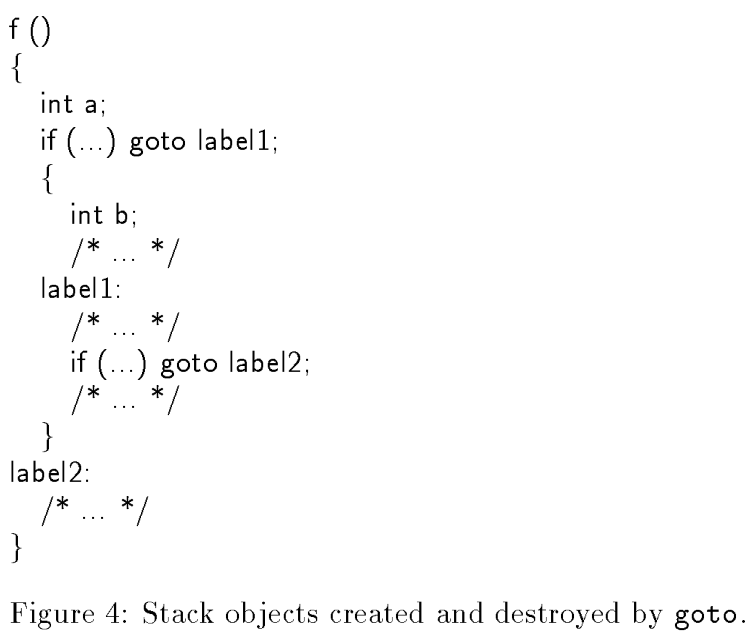 f ()
{
int a;
if (...) goto label1;
{
int b;
/* ... */
label1:
/* ... */
if (...) goto label2;
/* ... */
}
label2:
/* ... */
}
Figure 4: Stack objects created and destroyed by goto.